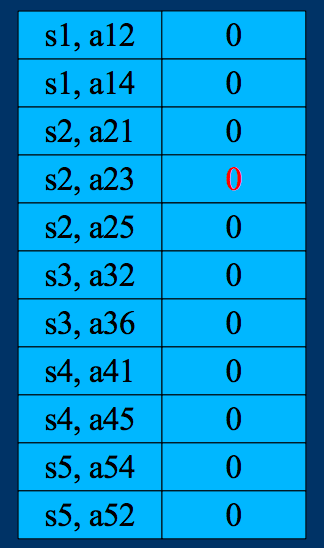 s1, a12 0
s1, a14 0
s2, a21 0
s2, a23 0
s2, a25 0
s3, a32 0
s3, a36 0
s4, a41 0
s4, a45 0
s5, a54 0
s5, a52 0